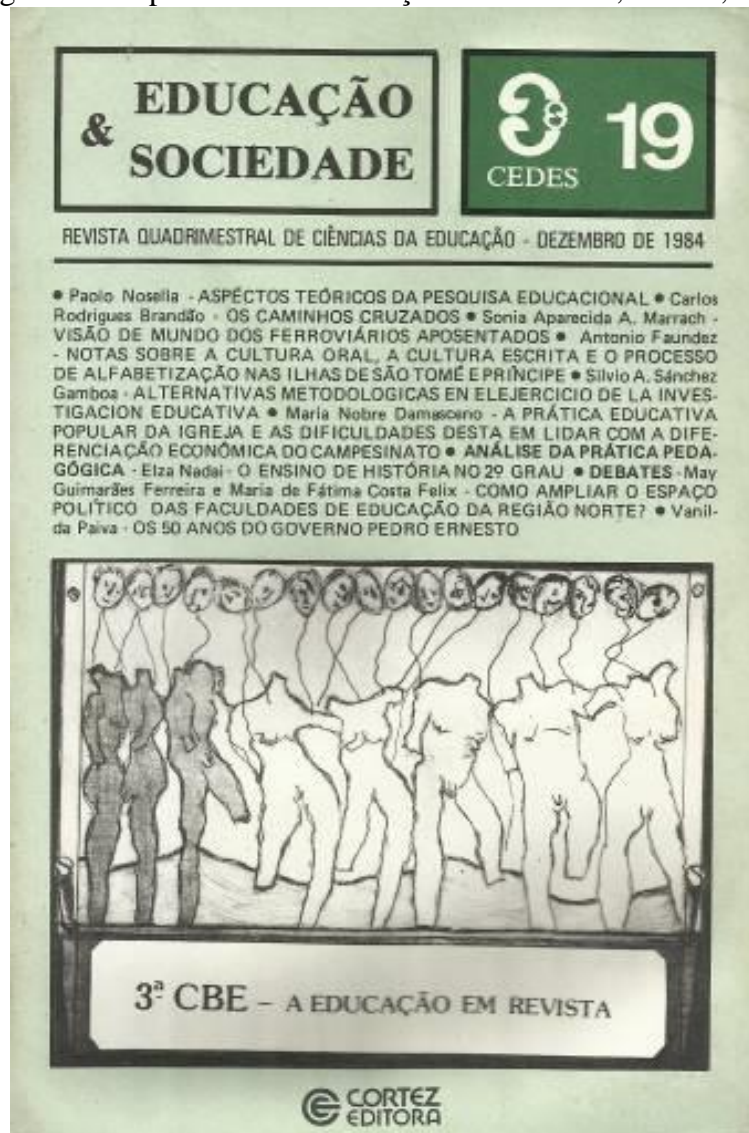 EDUCAÇÃO
& SOCIEDADE
CEDES
19
REVISTA QUADRIMESTRAL DE CIÊNCIAS DA EDUCAÇÃO - DEZEMBRO DE 1984
• Paolo Nosella - ASPÉCTOS TEÓRICOS DA PESQUISA EDUCACIONAL • Carlos
Rodrigues Brandão - OS CAMINHOS CRUZADOS • Sonia Aparecida A. Marrach -
VISÃO DE MUNDO DOS FERROVIÁRIOS APOSENTADOS • Antonio Faundez
- NOTAS SOBRE A CULTURA ORAL, A CULTURA ESCRITA E O PROCESSO
DE ALFABETIZAÇÃO NAS ILHAS DE SÃO TOMÉ E PRÍNCIPE • Silvio A. Sánchez
Gamboa - ALTERNATIVAS METODOLOGICAS EN ELEJERCICIO DE LA INVES-
TIGACION EDUCATIVA • Maria Nobre Damasceno - A PRÁTICA EDUCATIVA
POPULAR DA IGREJA E AS DIFICULDADES DESTA EM LIDAR COM A DIFE-
RENCIAÇÃO ECONÔMICA DO CAMPESINATO • ANÁLISE DA PRÁTICA PEDA-
GÓGICA - Elza Nadai - O ENSINO DE HISTÓRIA NO 2º GRAU • DEBATES - May
Guimarães Ferreira e Maria de Fátima Costa Felix - COMO AMPLIAR O ESPAÇO
POLÍTICO DAS FACULDADES DE EDUCAÇÃO DA REGIÃO NORTE? • Vanil-
da Paiva - OS 50 ANOS DO GOVERNO PEDRO ERNESTO
3ª CBE - A EDUCAÇÃO EM REVISTA
CORTEZ
EDITORA